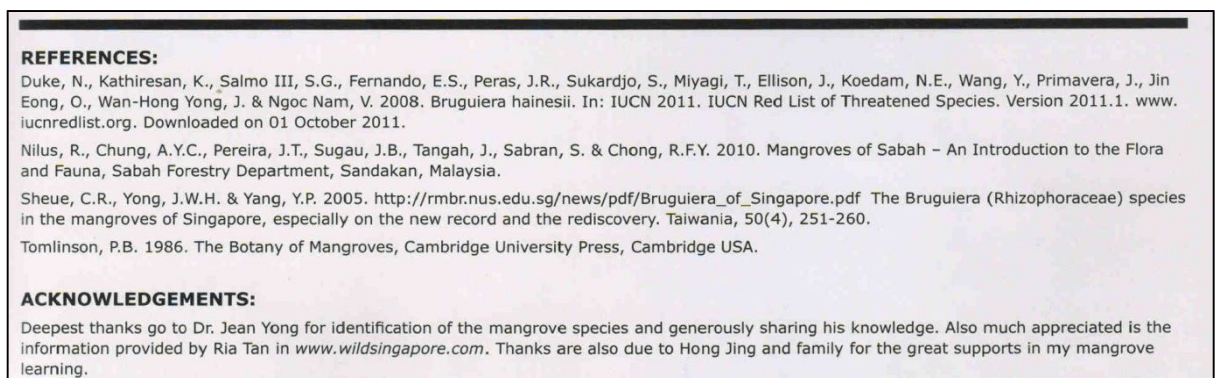 REFERENCES:
Duke, N., Kathiresan, K., Salmo III, S.G., Fernando, E.S., Peras, J.R., Sukardjo, S., Miyagi, T., Ellison, J., Koedam, N.E., Wang, Y., Primavera, J., Jin
Eong, O., Wan-Hong Yong, J. & Ngoc Nam, V. 2008. Bruguiera hainesii. In: IUCN 2011. IUCN Red List of Threatened Species. Version 2011.1. www.
iucnredlist.org. Downloaded on 01 October 2011.
Nilus, R., Chung, A.Y.C., Pereira, J.T., Sugau, J.B., Tangah, J., Sabran, S. & Chong, R.F.Y. 2010. Mangroves of Sabah – An Introduction to the Flora
and Fauna, Sabah Forestry Department, Sandakan, Malaysia.
Sheue, C.R., Yong, J.W.H. & Yang, Y.P. 2005. http://rmbr.nus.edu.sg/news/pdf/Bruguiera_of_Singapore.pdf The Bruguiera (Rhizophoraceae) species
in the mangroves of Singapore, especially on the new record and the rediscovery. Taiwania, 50(4), 251-260.
Tomlinson, P.B. 1986. The Botany of Mangroves, Cambridge University Press, Cambridge USA.
ACKNOWLEDGEMENTS:
Deepest thanks go to Dr. Jean Yong for identification of the mangrove species and generously sharing his knowledge. Also much appreciated is the
information provided by Ria Tan in www.wildsingapore.com. Thanks are also due to Hong Jing and family for the great supports in my mangrove
learning.